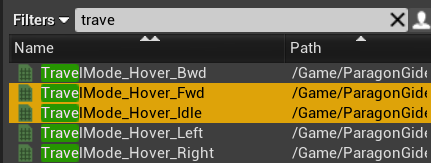 Filters trave
Name Path
TravelMode_Hover_Bwd /Game/ParagonGide
TravelMode_Hover_Fwd /Game/ParagonGide
TravelMode_Hover_Idle /Game/ParagonGide
TravelMode_Hover_Left /Game/ParagonGide
TravelMode_Hover_Right /Game/ParagonGide